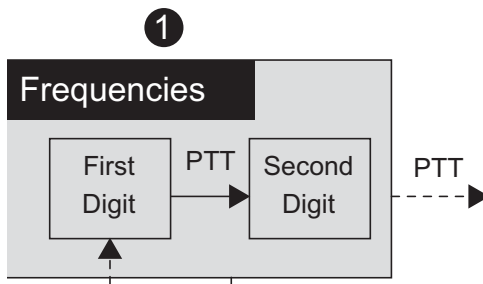 1
Frequencies
First
Digit
PTT
Second
Digit
PTT